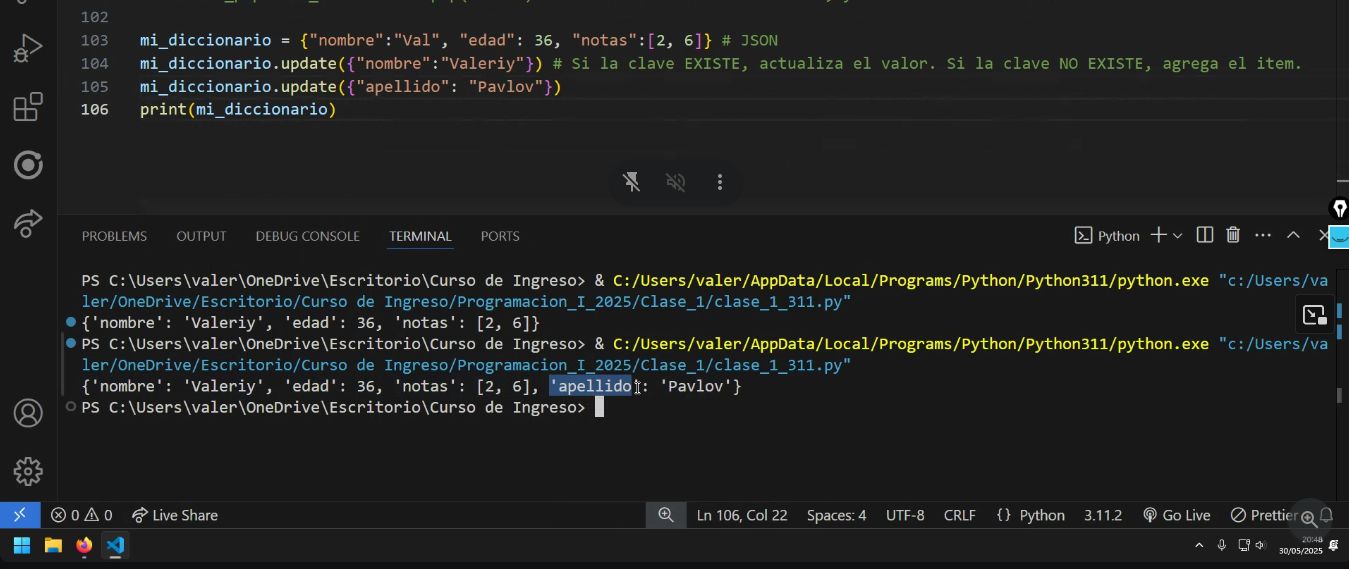 102
103 mi_diccionario = {"nombre":"Val", "edad": 36, "notas":[2, 6]} # JSON
104 mi_diccionario.update({"nombre":"Valeriy"}) # Si la clave EXISTE, actualiza el valor. Si la clave NO EXISTE, agrega el item.
105 mi_diccionario.update({"apellido": "Pavlov"})
106 print(mi_diccionario)
PROBLEMS OUTPUT DEBUG CONSOLE TERMINAL PORTS Python
PS C:\Users\valer\OneDrive\Escritorio\Curso de Ingreso> & C:/Users/valer/AppData/Local/Programs/Python/Python311/python.exe "c:/Users/va
ler/OneDrive/Escritorio/Curso de Ingreso/Programacion_I_2025/Clase_1/clase_1_311.py"
{'nombre': 'Valeriy', 'edad': 36, 'notas': [2, 6]}
PS C:\Users\valer\OneDrive\Escritorio\Curso de Ingreso> & C:/Users/valer/AppData/Local/Programs/Python/Python311/python.exe "c:/Users/va
ler/OneDrive/Escritorio/Curso de Ingreso/Programacion_I_2025/Clase_1/clase_1_311.py"
{'nombre': 'Valeriy', 'edad': 36, 'notas': [2, 6], 'apellido': 'Pavlov'}
PS C:\Users\valer\OneDrive\Escritorio\Curso de Ingreso>
0 0 Live Share Ln 106, Col 22 Spaces: 4 UTF-8 CRLF {} Python 3.11.2 Go Live Prettier
20:48
30/05/2025